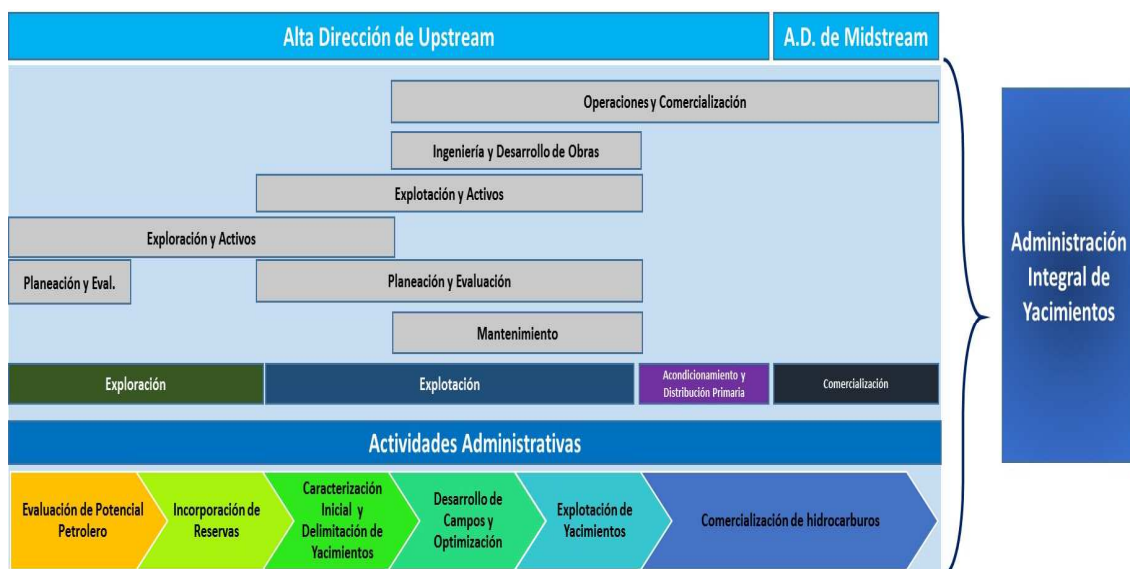 Alta Dirección de Upstream
A.D. de Midstream
Operaciones y Comercialización
Ingeniería y Desarrollo de Obras
Explotación y Activos
Exploración y Activos
Planeación y Eval.
Planeación y Evaluación
Mantenimiento
Exploración
Explotación
Acondicionamiento y
Distribución Primaria
Comercialización
Actividades Administrativas
Evaluación de Potencial
Petrolero
Incorporación de
Reservas
Caracterización
Inicial y
Delimitación de
Yacimientos
Desarrollo de
Campos y
Optimización
Explotación de
Yacimientos
Comercialización de hidrocarburos
Administración
Integral de
Yacimientos